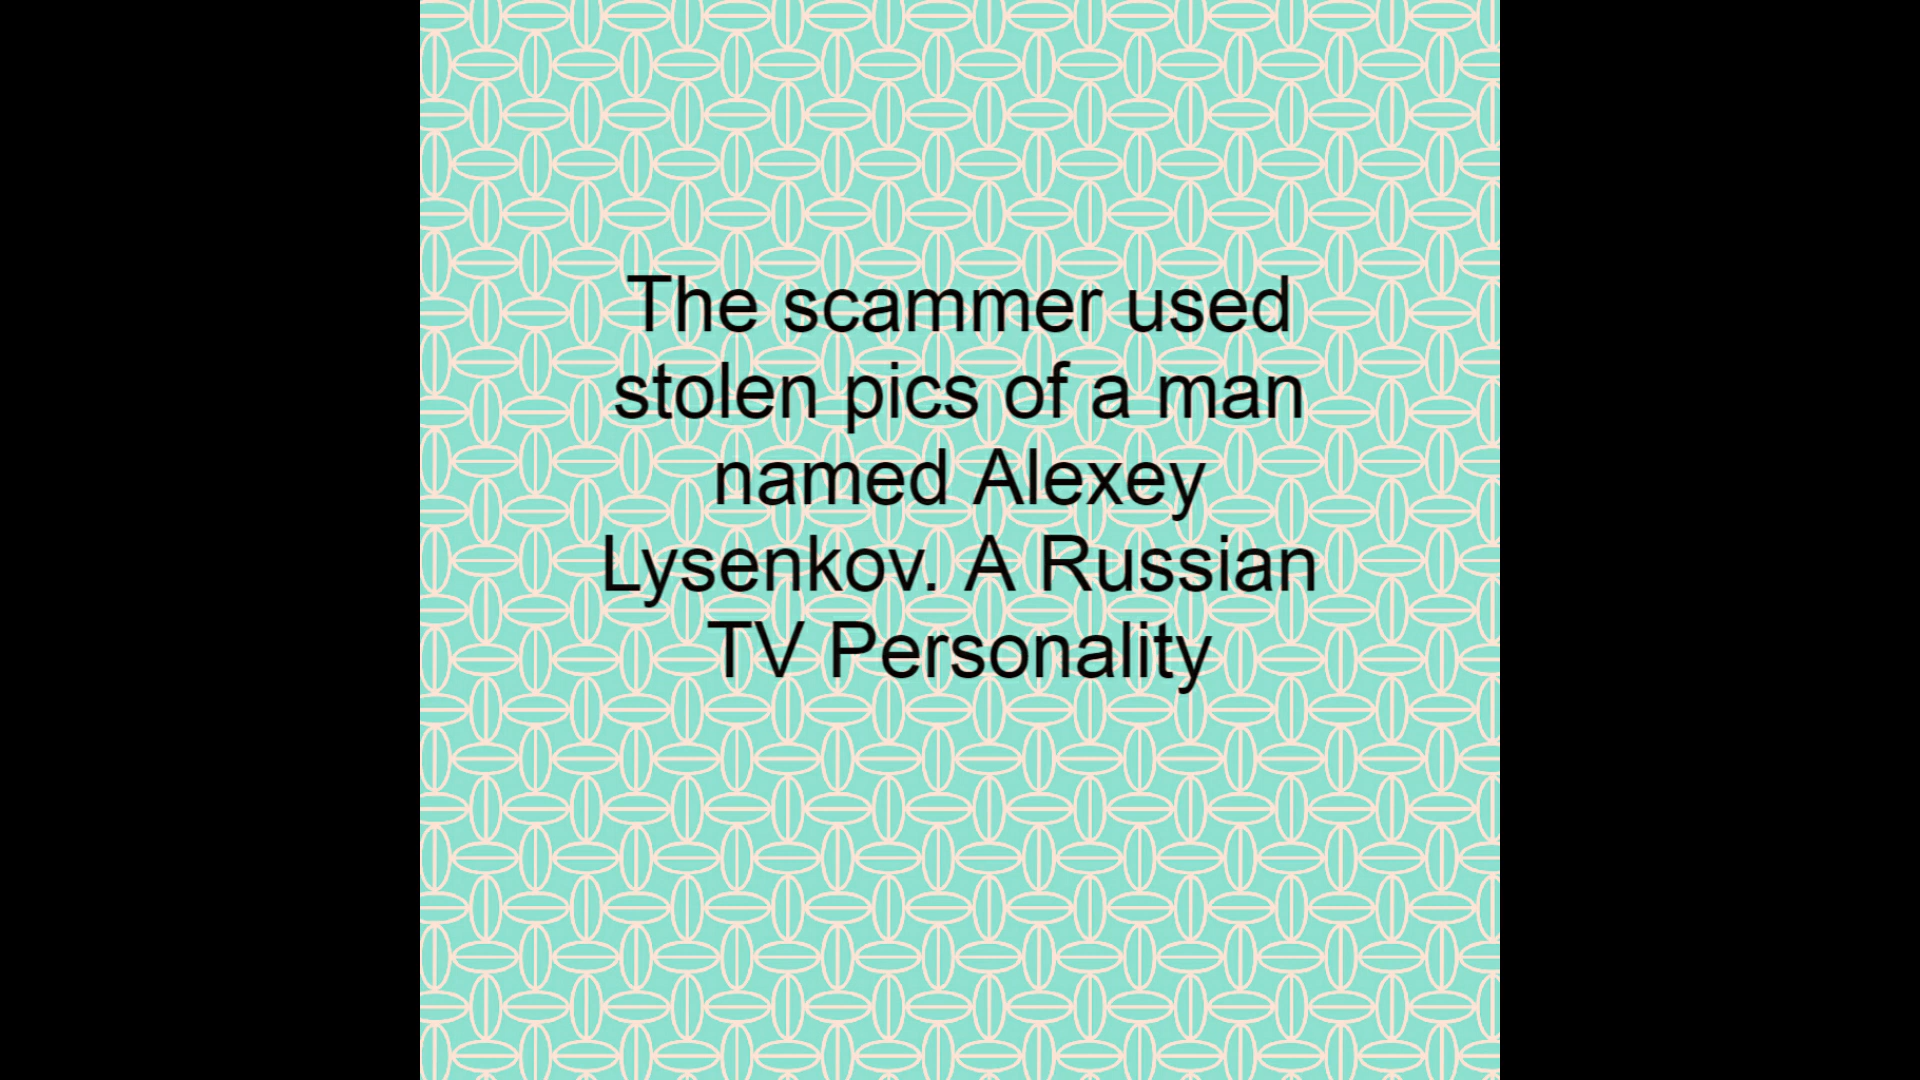 The scammer used
stolen pics of a man
named Alexey
Lysenkov. A Russian
TV Personality